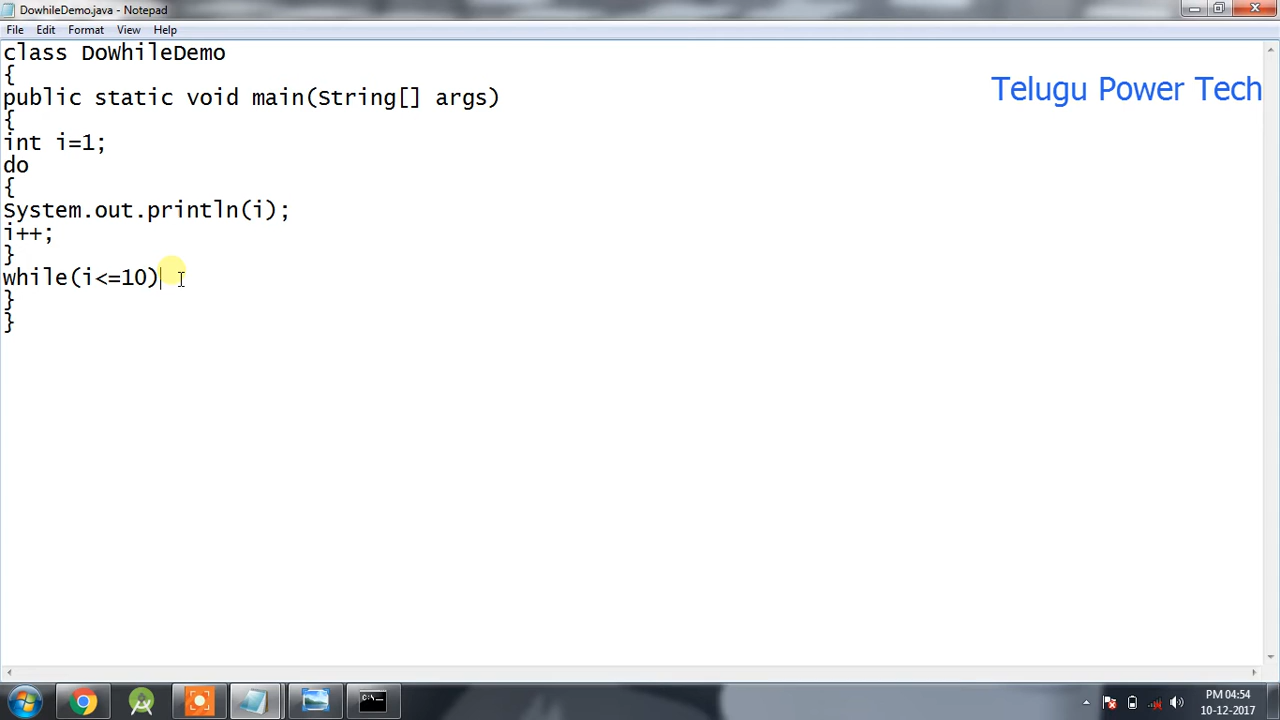 DowhileDemo.java - Notepad
File Edit Format View Help
class DoWhileDemo
{
Telugu Power Tech
public static void main(String[] args)
{
int i=1;
do
{
System.out.println(i);
i++;
}
while(i<=10)
}
}
PM 04:54
10-12-2017